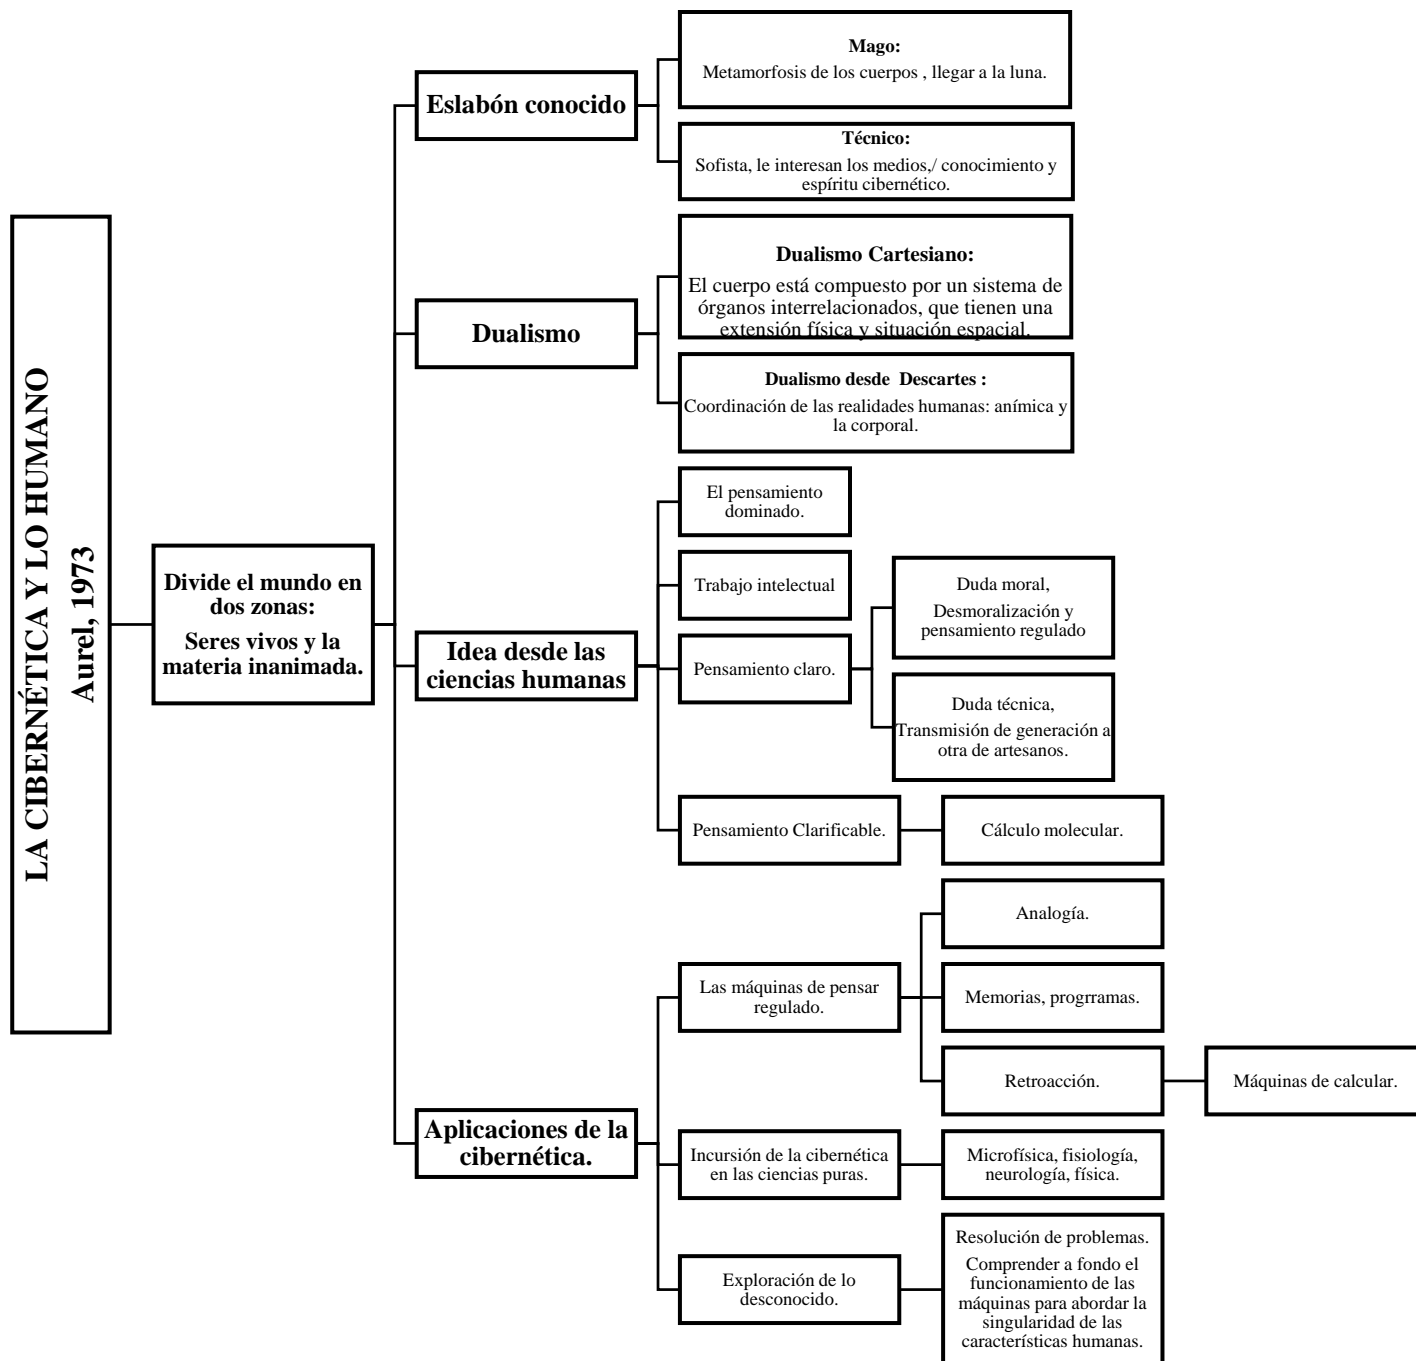 LA CIBERNÉTICA Y LO HUMANO
Aurel, 1973
Divide el mundo en
dos zonas:
Seres vivos y la
materia inanimada.
Eslabón conocido
Mago:
Metamorfosis de los cuerpos , llegar a la luna.
Técnico:
Sofista, le interesan los medios,/ conocimiento y
espíritu cibernético.
Dualismo
Dualismo Cartesiano:
El cuerpo está compuesto por un sistema de
órganos interrelacionados, que tienen una
extensión física y situación espacial.
Dualismo desde  Descartes :
Coordinación de las realidades humanas: anímica y
la corporal.
Idea desde las
ciencias humanas
El pensamiento
dominado.
Trabajo intelectual
Pensamiento claro.
Duda moral,
Desmoralización y
pensamiento regulado
Duda técnica,
Transmisión de generación a
otra de artesanos.
Pensamiento Clarificable.
Cálculo molecular.
Aplicaciones de la
cibernética.
Las máquinas de pensar
regulado.
Analogía.
Memorias, progrramas.
Retroacción.
Máquinas de calcular.
Incursión de la cibernética
en las ciencias puras.
Microfísica, fisiología,
neurología, física.
Exploración de lo
desconocido.
Resolución de problemas.
Comprender a fondo el
funcionamiento de las
máquinas para abordar la
singularidad de las
características humanas.